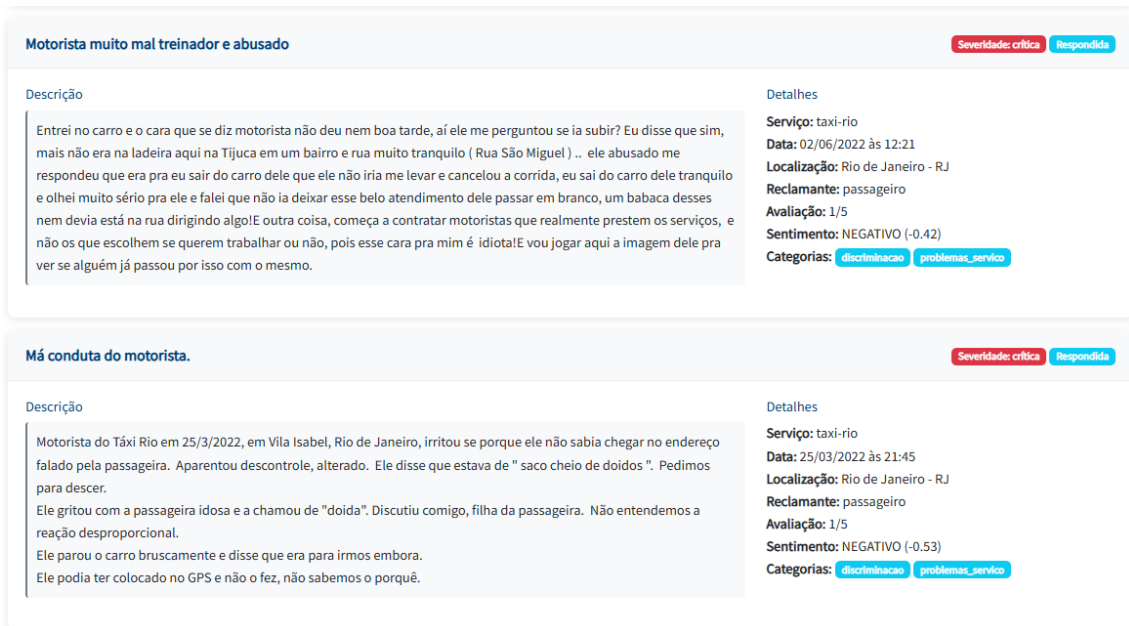 Motorista muito mal treinador e abusado
Severidade: crítica
Respondida
Descrição
Entrei no carro e o cara que se diz motorista não deu nem boa tarde, aí ele me perguntou se ia subir? Eu disse que sim,
mais não era na ladeira aqui na Tijuca em um bairro e rua muito tranquilo ( Rua São Miguel ) .. ele abusado me
respondeu que era pra eu sair do carro dele que ele não iria me levar e cancelou a corrida, eu sai do carro dele tranquilo
e olhei muito sério pra ele e falei que não ia deixar esse belo atendimento dele passar em branco, um babaca desses
nem devia está na rua dirigindo algo!E outra coisa, começa a contratar motoristas que realmente prestem os serviços, e
não os que escolhem se querem trabalhar ou não, pois esse cara pra mim é idiota!E vou jogar aqui a imagem dele pra
ver se alguém já passou por isso com o mesmo.
Detalhes
Serviço: taxi-rio
Data: 02/06/2022 às 12:21
Localização: Rio de Janeiro - RJ
Reclamante: passageiro
Avaliação: 1/5
Sentimento: NEGATIVO (-0.42)
Categorias: discriminacao problemas_servico
Má conduta do motorista.
Severidade: crítica
Respondida
Descrição
Motorista do Táxi Rio em 25/3/2022, em Vila Isabel, Rio de Janeiro, irritou se porque ele não sabia chegar no endereço
falado pela passageira. Aparentou descontrole, alterado. Ele disse que estava de " saco cheio de doidos ". Pedimos
para descer.
Ele gritou com a passageira idosa e a chamou de "doida". Discutiu comigo, filha da passageira. Não entendemos a
reação desproporcional.
Ele parou o carro bruscamente e disse que era para irmos embora.
Ele podia ter colocado no GPS e não o fez, não sabemos o porquê.
Detalhes
Serviço: taxi-rio
Data: 25/03/2022 às 21:45
Localização: Rio de Janeiro - RJ
Reclamante: passageiro
Avaliação: 1/5
Sentimento: NEGATIVO (-0.53)
Categorias: discriminacao problemas_servico